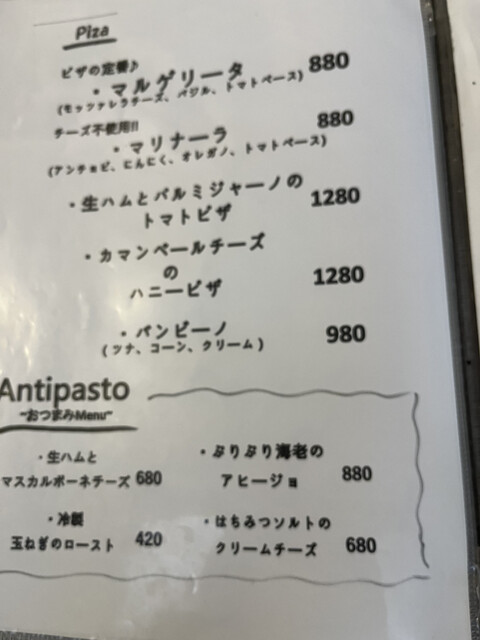 Piza
ピザの定番♪
・マルゲリータ 880
(モッツァレラチーズ、バジル、トマトベース)
チーズ不使用!!
・マリナーラ 880
(アンチョビ、にんにく、オレガノ、トマトベース)
・生ハムとパルミジャーノの
トマトピザ 1280
・カマンベールチーズ
の
ハニーピザ 1280
・バンビーノ 980
(ツナ、コーン、クリーム)
Antipasto
~おつまみMenu~
・生ハムと
マスカルポーネチーズ 680
・ぷりぷり海老の
アヒージョ 880
・冷製
玉ねぎのロースト 420
・はちみつソルトの
クリームチーズ 680